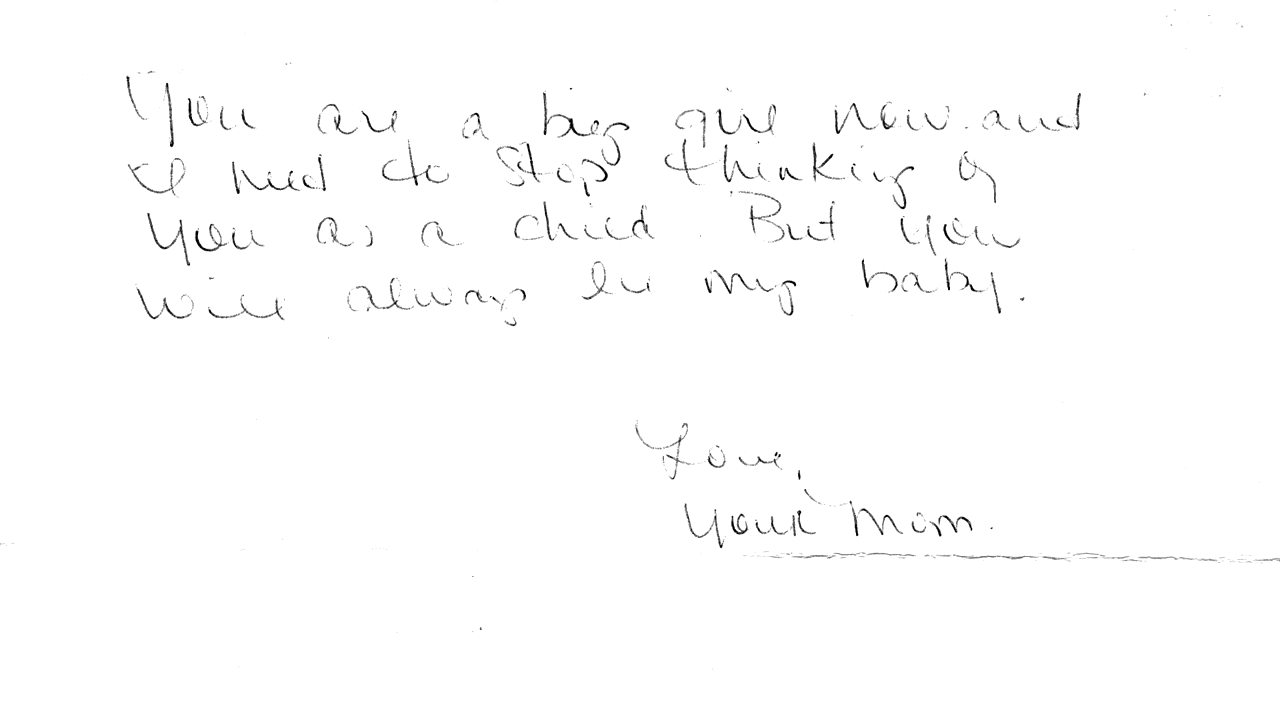 You are a big girl now and
I need to stop thinking of
you as a child. But you
will always be my baby.
Love,
Your Mom.